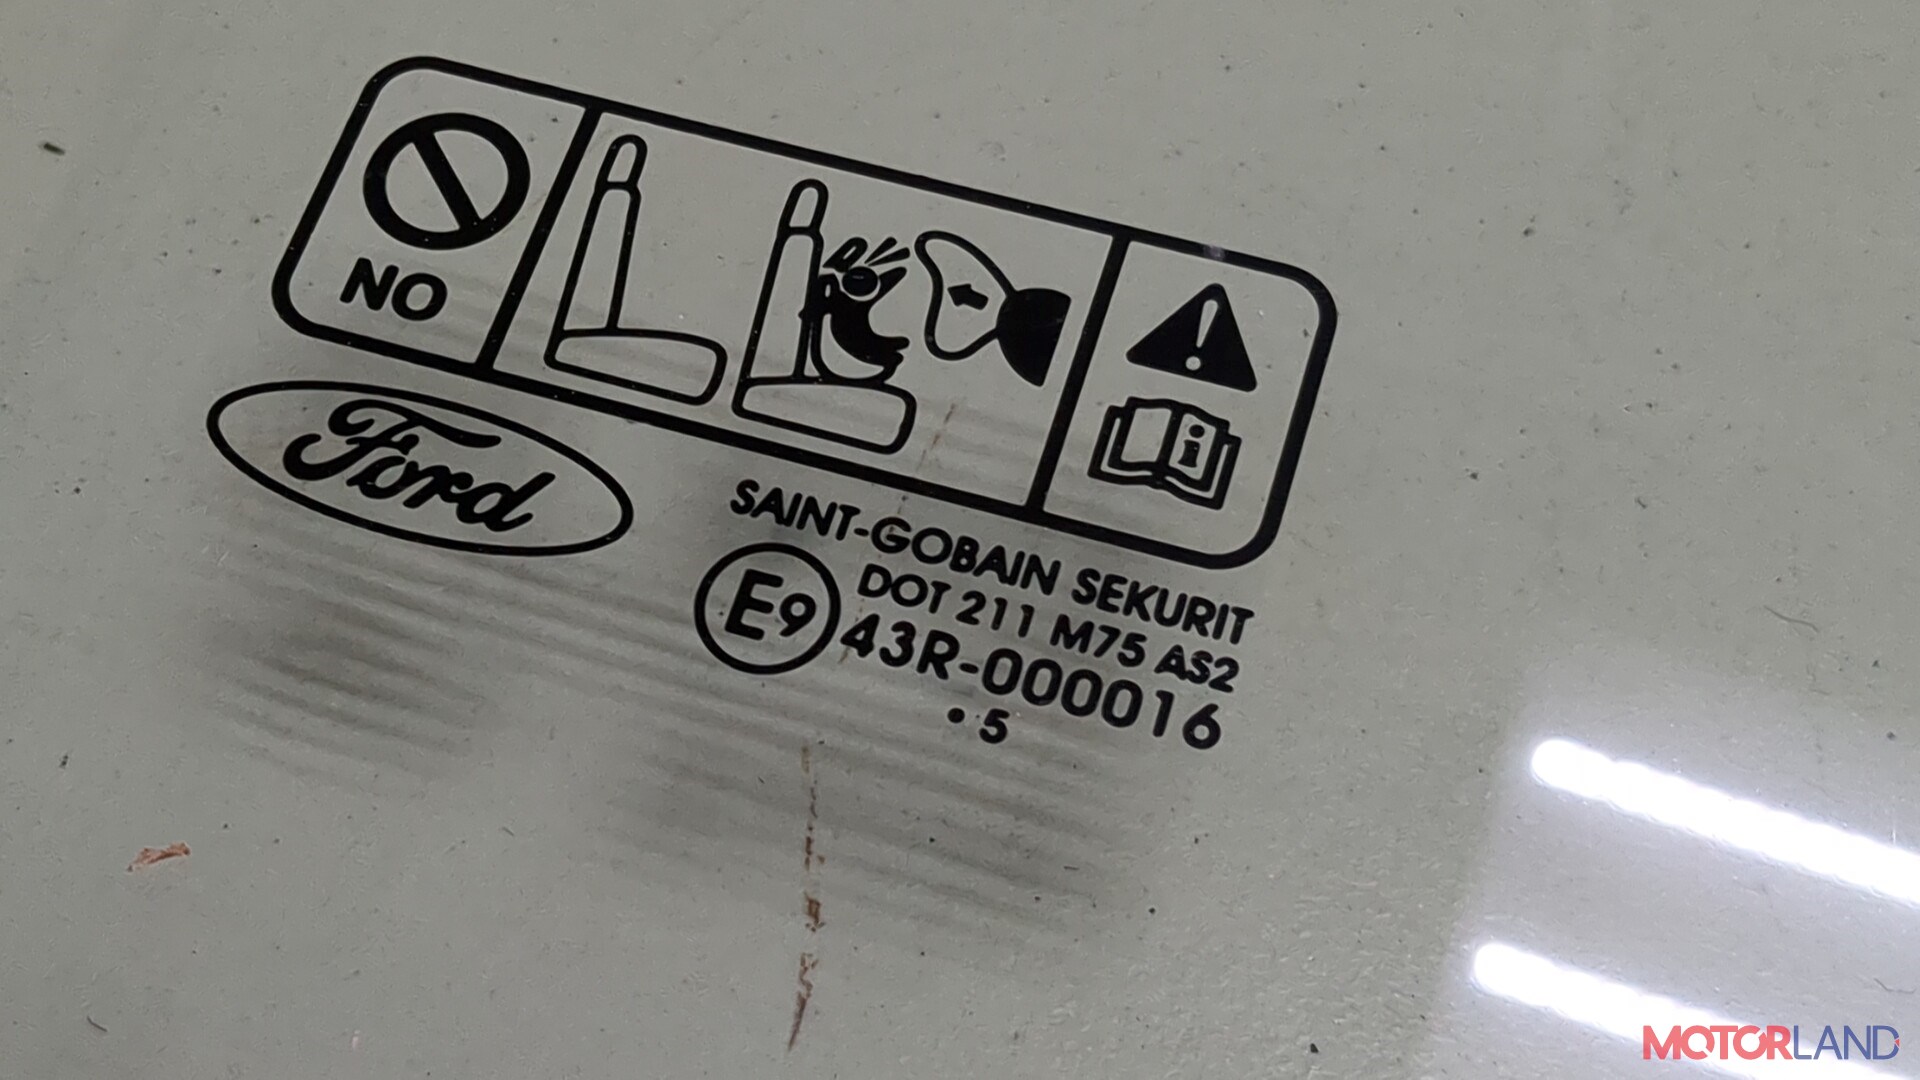 NO
i
Ford
SAINT-GOBAIN SEKURIT
DOT 211 M75 AS2
E9 43R-000016
• 5
MOTORLAND